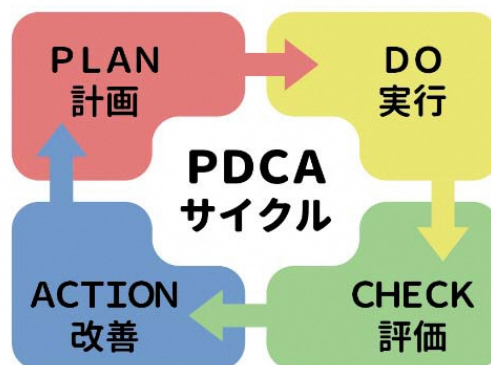 PLAN
計画
DO
実行
PDCA
サイクル
ACTION
改善
CHECK
評価